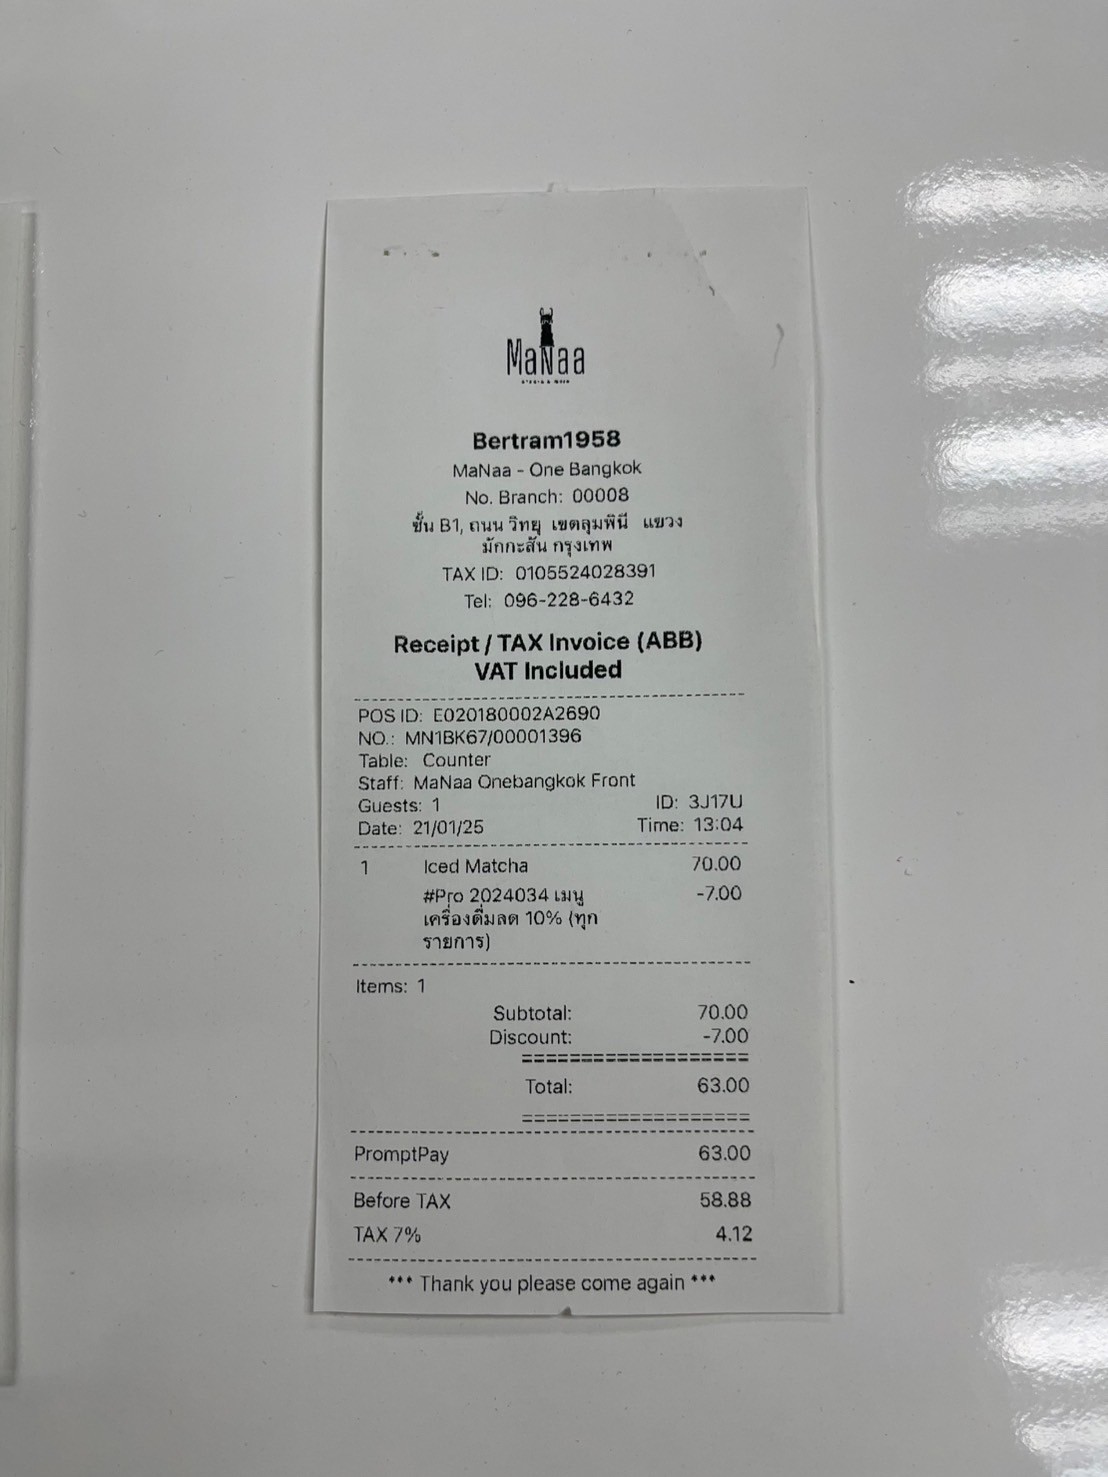 MaNaa
Bertram1958
MaNaa - One Bangkok
No. Branch: 00008
ชั้น B1, ถนน วิทยุ เขตลุมพินี แขวง
มักกะสัน กรุงเทพ
TAX ID: 0105524028391
Tel: 096-228-6432
Receipt / TAX Invoice (ABB)
VAT Included
POS ID: E020180002A2690
NO.: MN1BK67/00001396
Table: Counter
Staff: MaNaa Onebangkok Front
Guests: 1 ID: 3J17U
Date: 21/01/25 Time: 13:04
1 Iced Matcha 70.00
#Pro 2024034 เมนู -7.00
เครื่องดื่มลด 10% (ทุก
รายการ)
Items: 1
Subtotal: 70.00
Discount: -7.00
===================
Total: 63.00
===================
PromptPay 63.00
Before TAX 58.88
TAX 7% 4.12
*** Thank you please come again ***